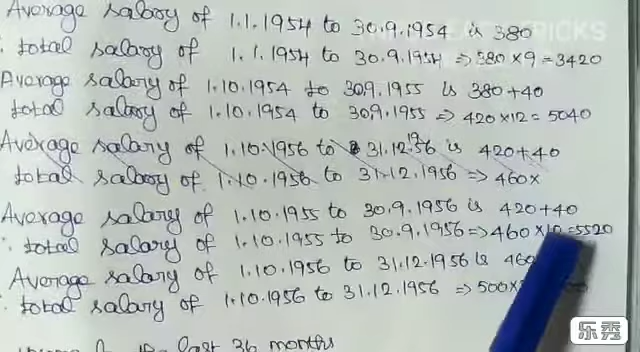 Average salary of 1.1.1954 to 30.9.1954 is 380
∴ total salary of 1.1.1954 to 30.9.1954 ⇒ 380 × 9 = 3420
Average salary of 1.10.1954 to 30.9.1955 is 380+40
total salary of 1.10.1954 to 30.9.1955 ⇒ 420×12 = 5040
Average salary of 1.10.1956 to 31.12.1956 is 420+40
total salary of 1.10.1956 to 31.12.1956 ⇒ 460×
Average salary of 1.10.1955 to 30.9.1956 is 420+40
∴ total salary of 1.10.1955 to 30.9.1956 ⇒ 460×12=5520
Average salary of 1.10.1956 to 31.12.1956 is 460
∴ total salary of 1.10.1956 to 31.12.1956 ⇒ 500×
last 36 months
乐秀